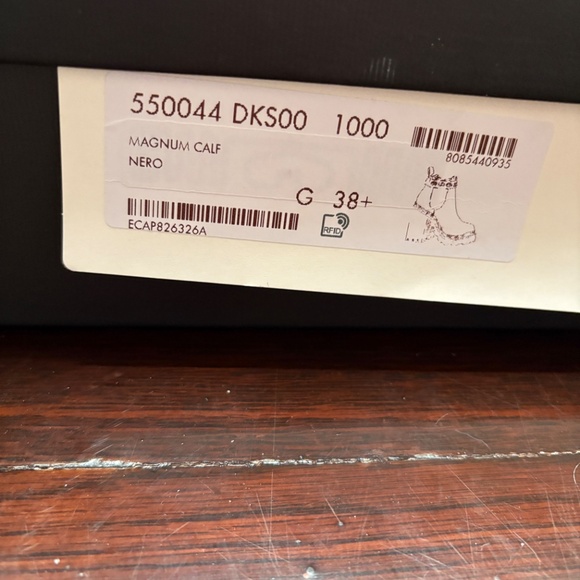 550044 DKS00 1000
8085440935
MAGNUM CALF
NERO
G 38+
ECAP826326A
RFID